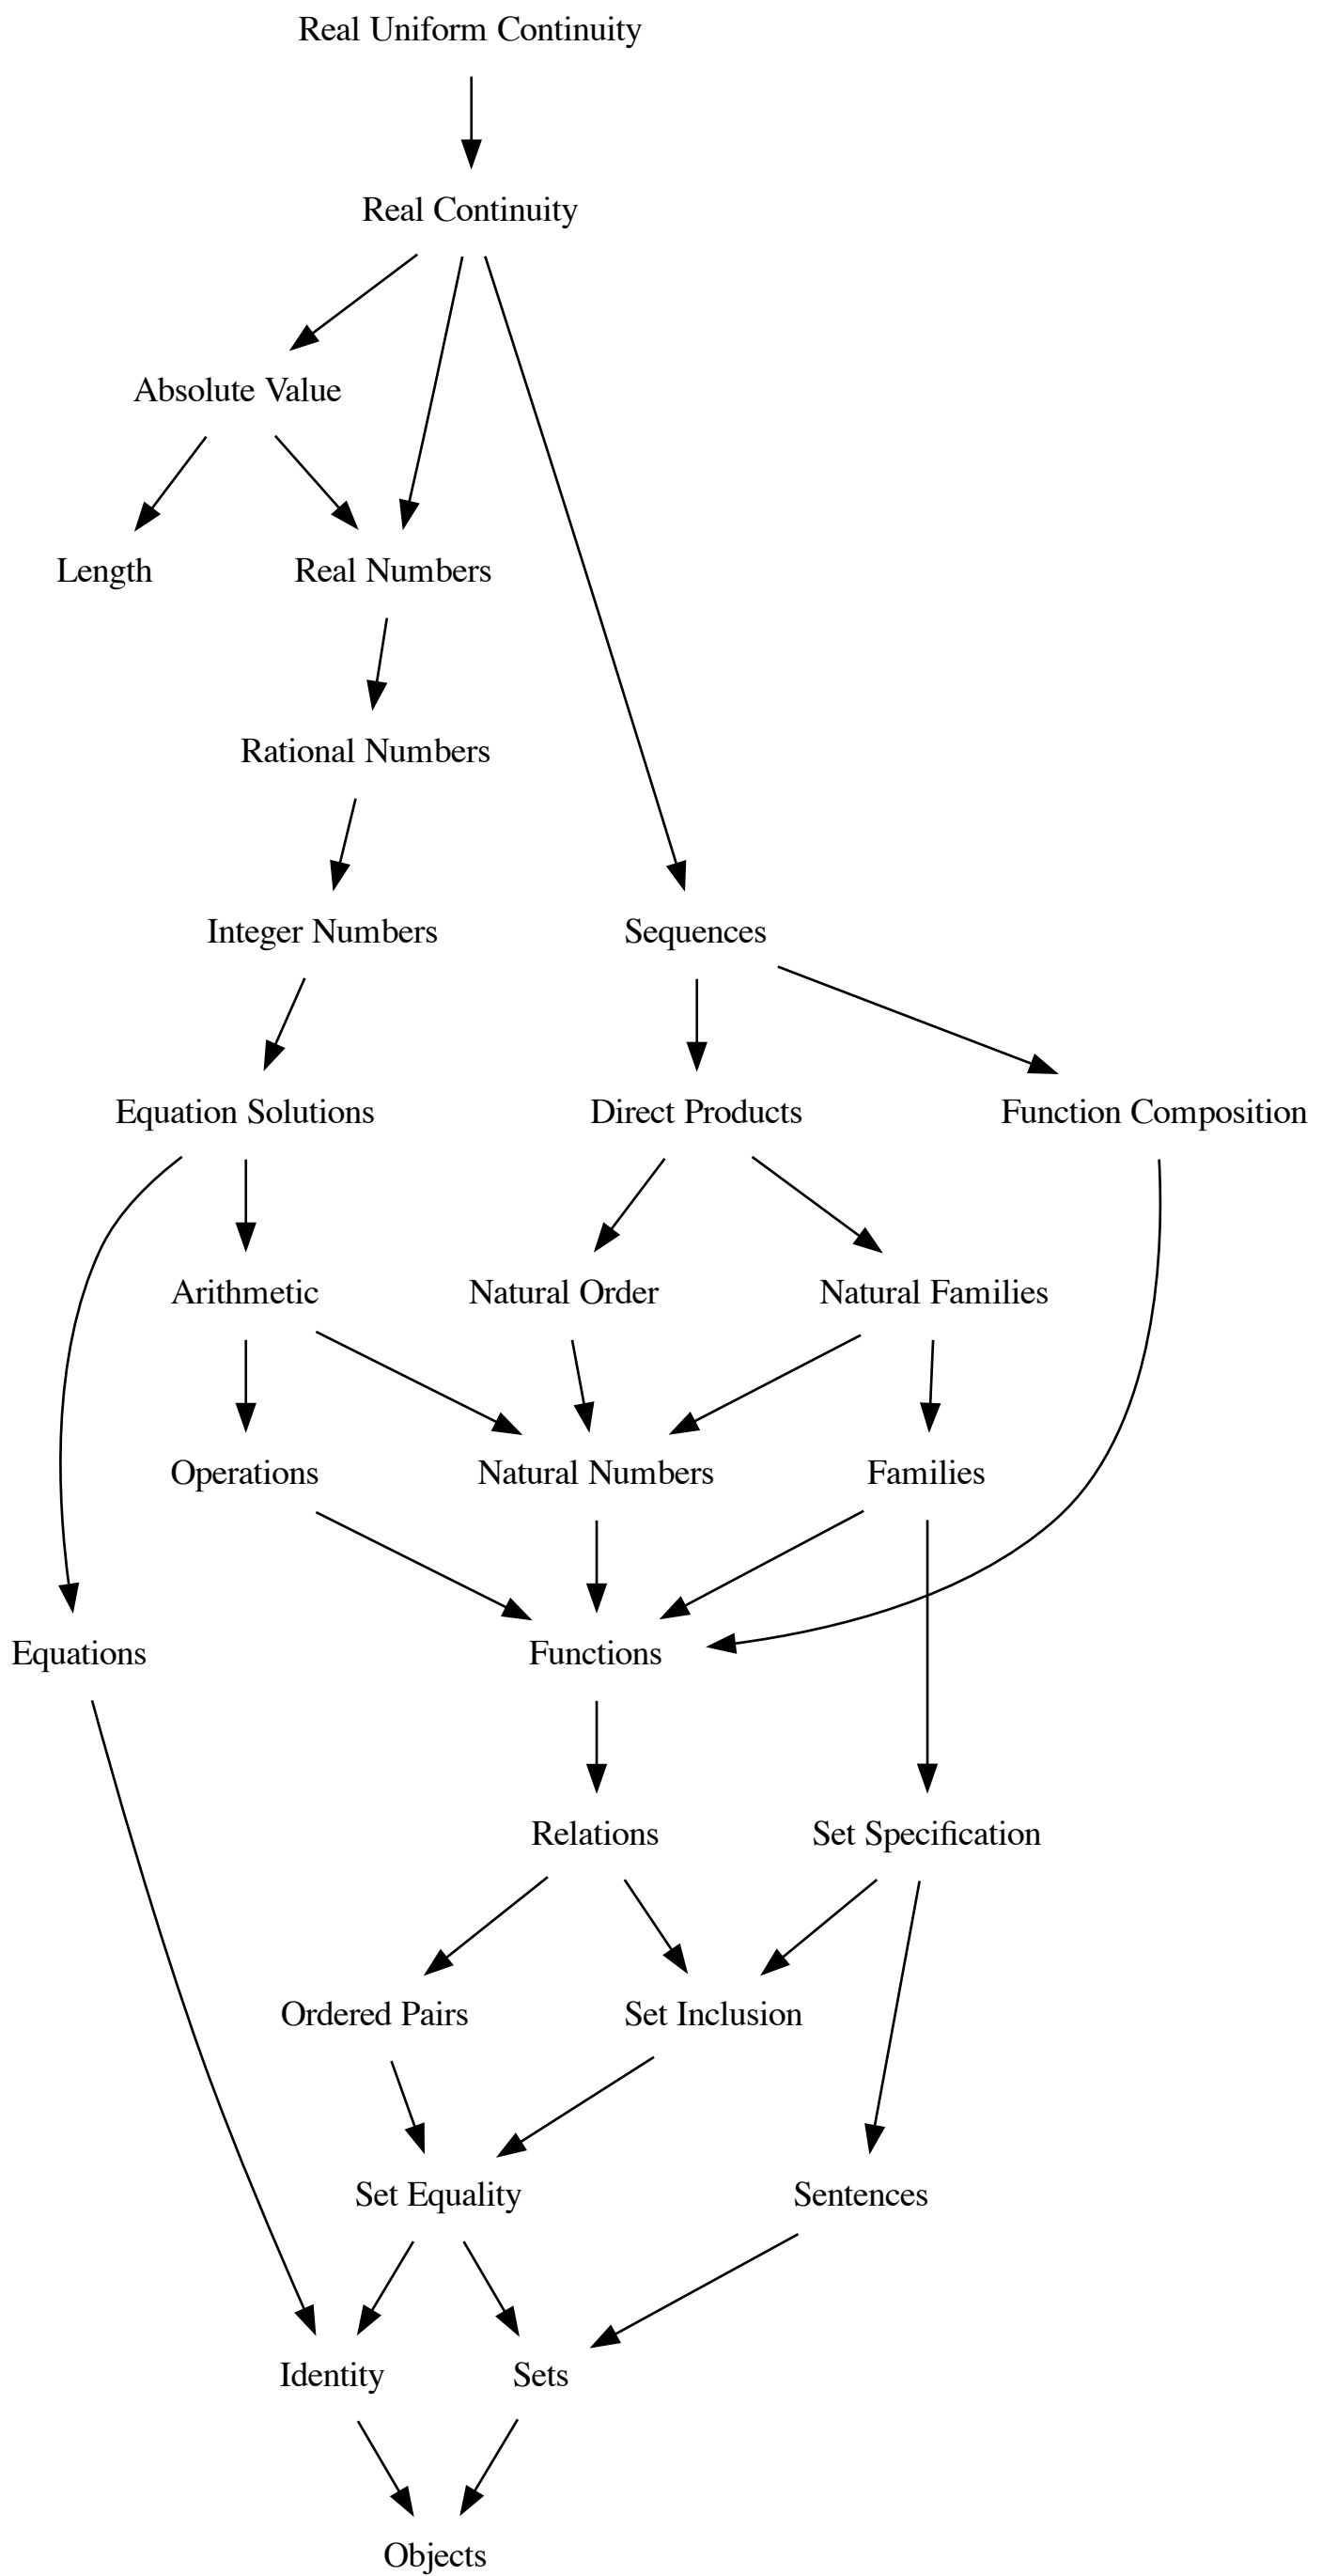 Real Uniform Continuity
Real Continuity
Absolute Value
Length
Real Numbers
Rational Numbers
Integer Numbers
Sequences
Equation Solutions
Direct Products
Function Composition
Arithmetic
Natural Order
Natural Families
Operations
Natural Numbers
Families
Equations
Functions
Relations
Set Specification
Ordered Pairs
Set Inclusion
Set Equality
Sentences
Identity
Sets
Objects